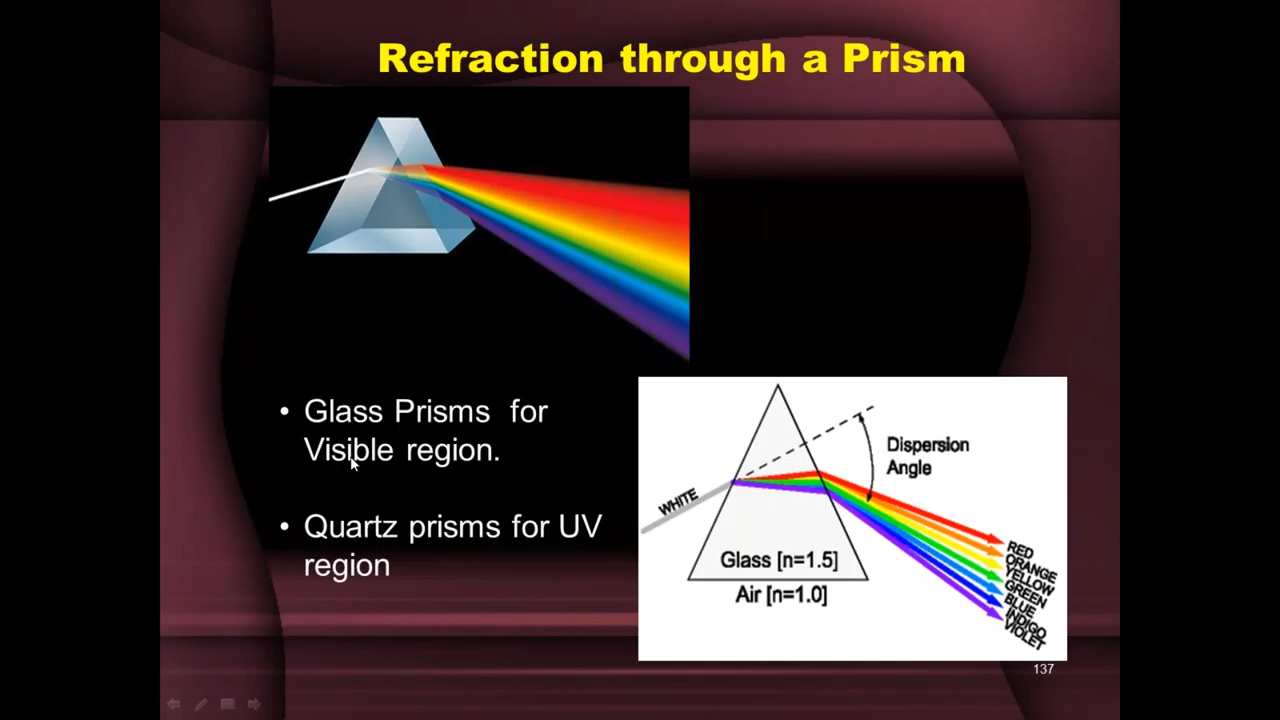 Refraction through a Prism
• Glass Prisms for
Visible region.
• Quartz prisms for UV
region
Dispersion
Angle
WHITE
Glass [n=1.5]
Air [n=1.0]
RED
ORANGE
YELLOW
GREEN
BLUE
INDIGO
VIOLET
137